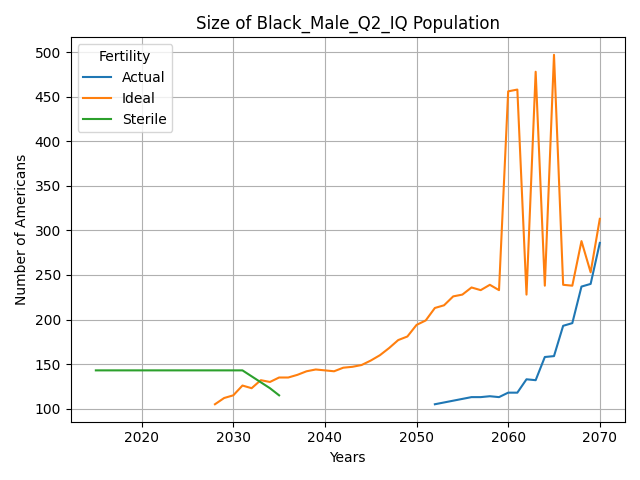 Size of Black_Male_Q2_IQ Population
Fertility
Actual
Ideal
Sterile
Number of Americans
500
450
400
350
300
250
200
150
100
2020
2030
2040
2050
2060
2070
Years